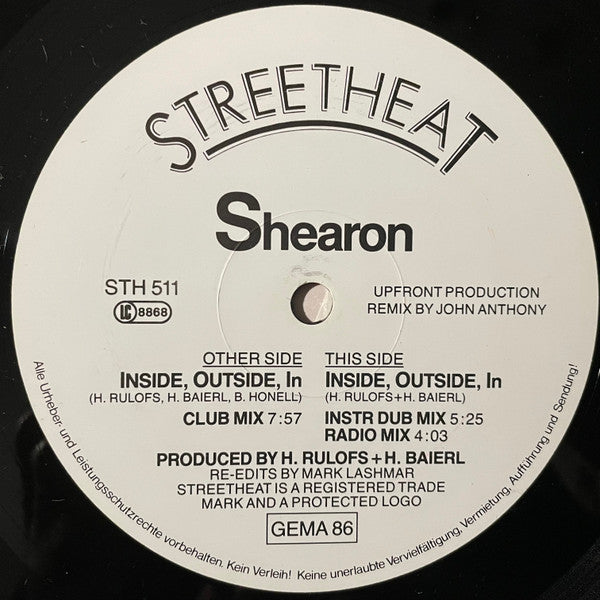 STREETHEAT
Shearon
STH 511
LC 8868
UPFRONT PRODUCTION
REMIX BY JOHN ANTHONY
OTHER SIDE
INSIDE, OUTSIDE, In
(H. RULOFS, H. BAIERL, B. HONELL)
CLUB MIX 7:57
THIS SIDE
INSIDE, OUTSIDE, In
(H. RULOFS + H. BAIERL)
INSTR DUB MIX 5:25
RADIO MIX 4:03
PRODUCED BY H. RULOFS + H. BAIERL
RE-EDITS BY MARK LASHMAR
STREETHEAT IS A REGISTERED TRADE
MARK AND A PROTECTED LOGO
GEMA 86
Alle Urheber- und Leistungsschutzrechte vorbehalten. Kein Verleih! Keine unerlaubte Vervielfältigung, Vermietung, Aufführung und Sendung!